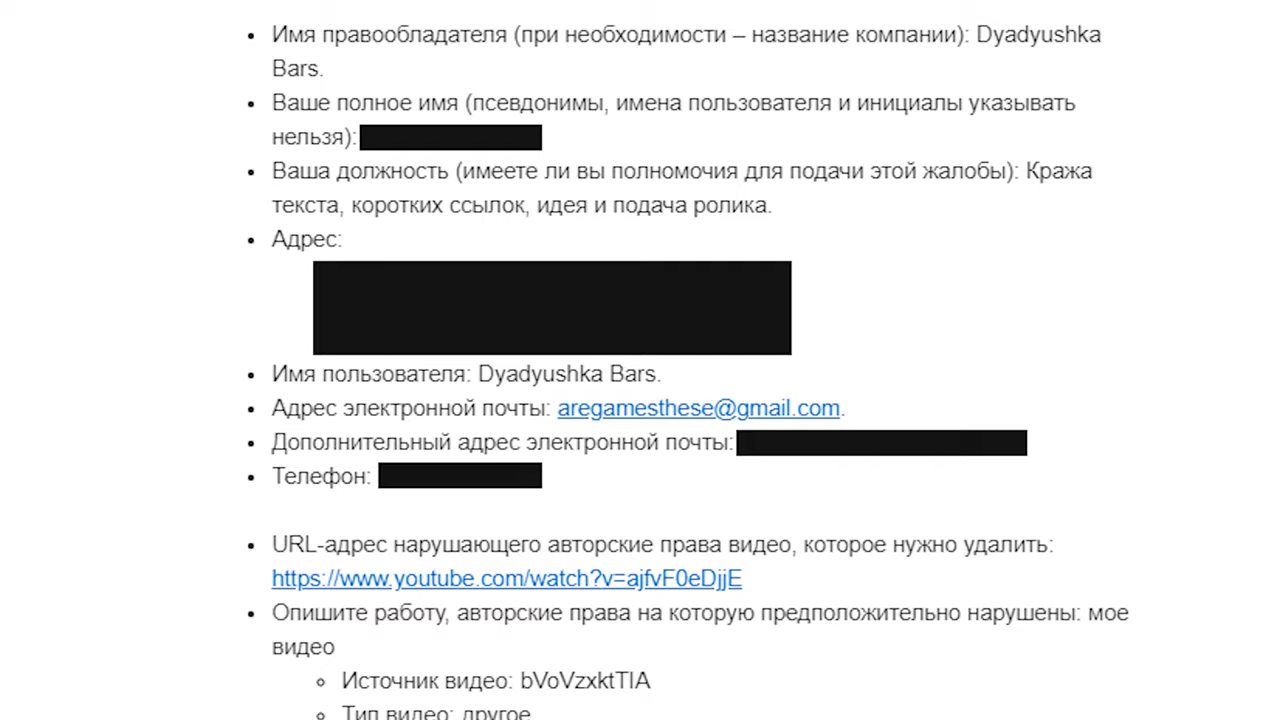 Имя правообладателя (при необходимости – название компании): Dyadyushka
Bars.
Ваше полное имя (псевдонимы, имена пользователя и инициалы указывать
нельзя):
Ваша должность (имеете ли вы полномочия для подачи этой жалобы): Кража
текста, коротких ссылок, идея и подача ролика.
Адрес:
Имя пользователя: Dyadyushka Bars.
Адрес электронной почты: aregamesthese@gmail.com.
Дополнительный адрес электронной почты:
Телефон:
URL-адрес нарушающего авторские права видео, которое нужно удалить:
https://www.youtube.com/watch?v=ajfvF0eDjjE
Опишите работу, авторские права на которую предположительно нарушены: мое
видео
Источник видео: bVoVzxktTlA
Тип видео: другое